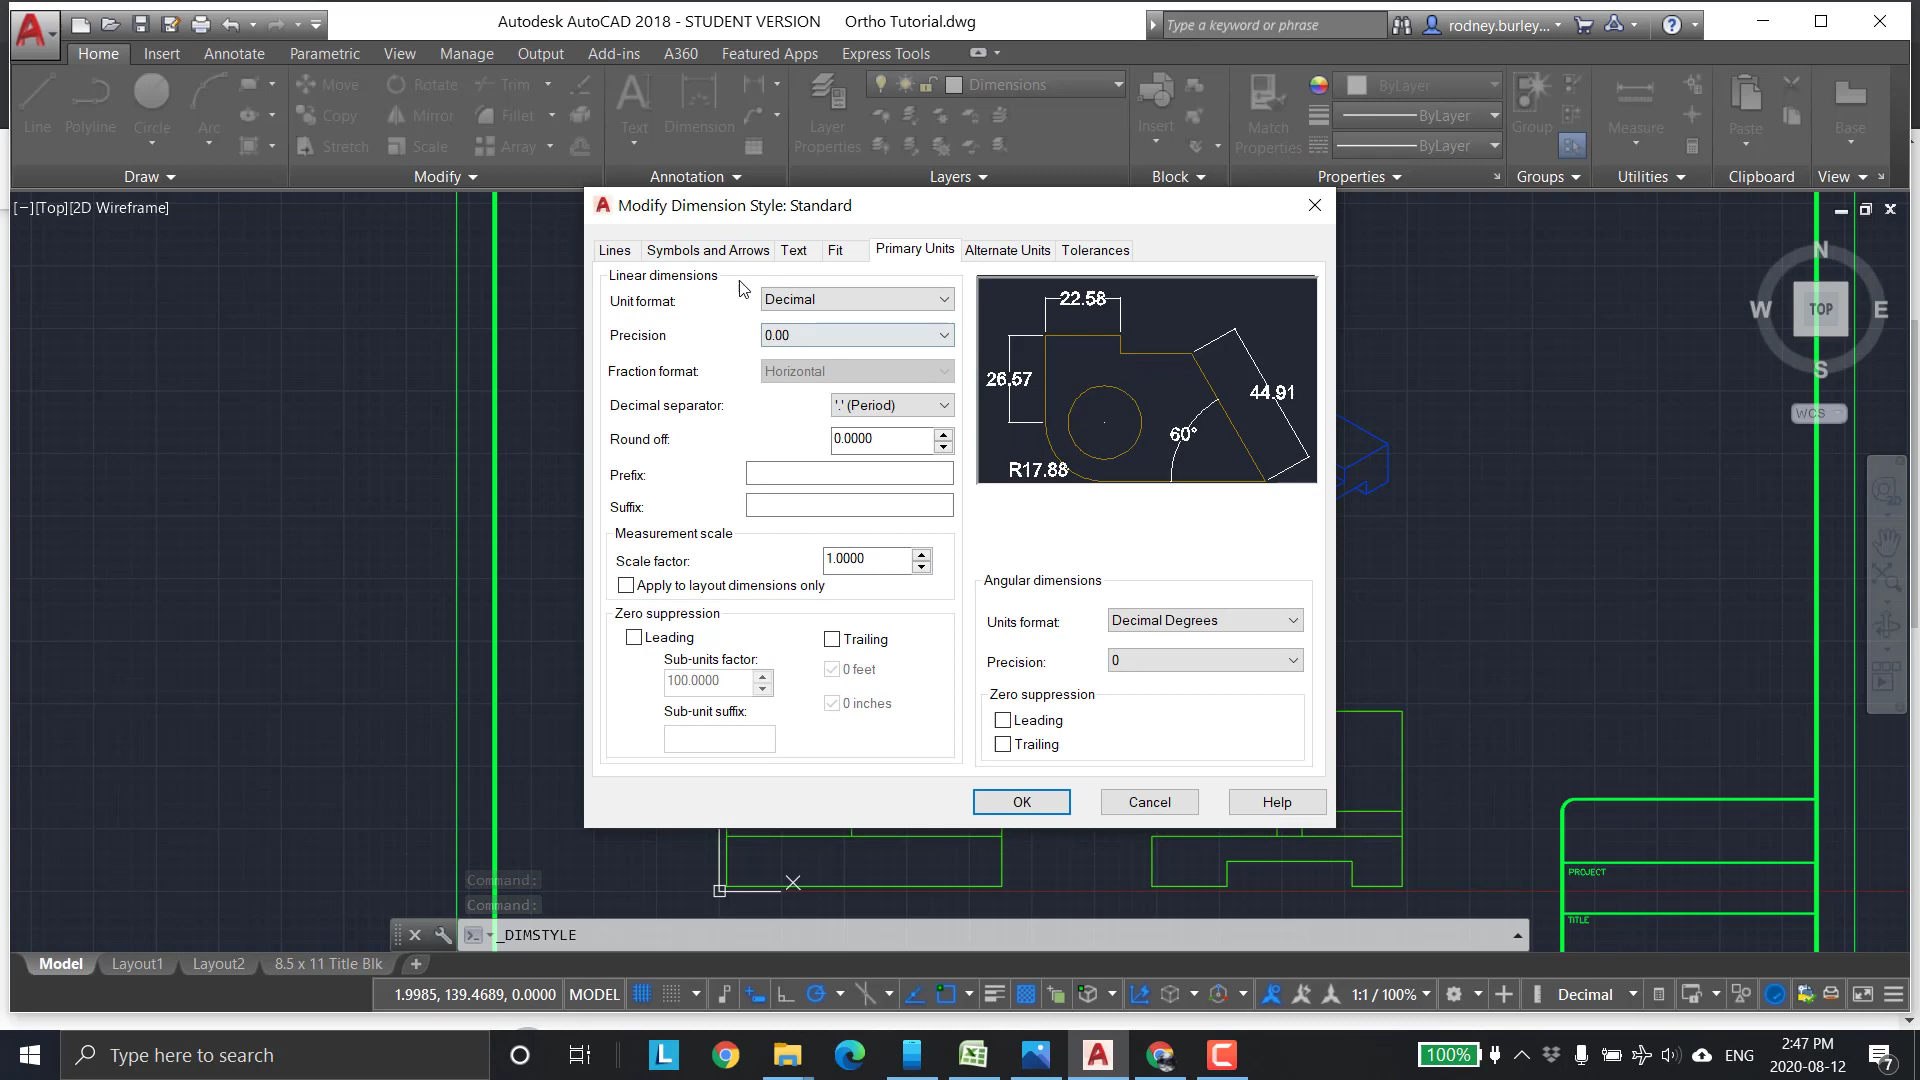 Autodesk AutoCAD 2018 - STUDENT VERSION Ortho Tutorial.dwg
Type a keyword or phrase
rodney.burley...
Home Insert Annotate Parametric View Manage Output Add-ins A360 Featured Apps Express Tools
Line Polyline Circle Arc
Move Rotate Trim
Copy Mirror Fillet
Stretch Scale Array
Text Dimension
Layer Properties
Dimensions
Insert
Match Properties
ByLayer
ByLayer
ByLayer
Group
Measure
Paste
Base
Draw Modify Annotation Layers Block Properties Groups Utilities Clipboard View
[−][Top][2D Wireframe]
Modify Dimension Style: Standard
Lines Symbols and Arrows Text Fit Primary Units Alternate Units Tolerances
Linear dimensions
Unit format: Decimal
Precision 0.00
Fraction format: Horizontal
Decimal separator: '.' (Period)
Round off: 0.0000
Prefix:
Suffix:
Measurement scale
Scale factor: 1.0000
Apply to layout dimensions only
Zero suppression
Leading
Trailing
Sub-units factor:
0 feet
100.0000
0 inches
Sub-unit suffix:
22.58
26.57
44.91
60°
R17.88
Angular dimensions
Units format: Decimal Degrees
Precision: 0
Zero suppression
Leading
Trailing
OK Cancel Help
N
W TOP E
S
WCS
PROJECT
TITLE
Command:
Command:
_DIMSTYLE
Model Layout1 Layout2 8.5 x 11 Title Blk
1.9985, 139.4689, 0.0000 MODEL 1:1 / 100% Decimal
Type here to search
100%
ENG
2:47 PM
2020-08-12
7